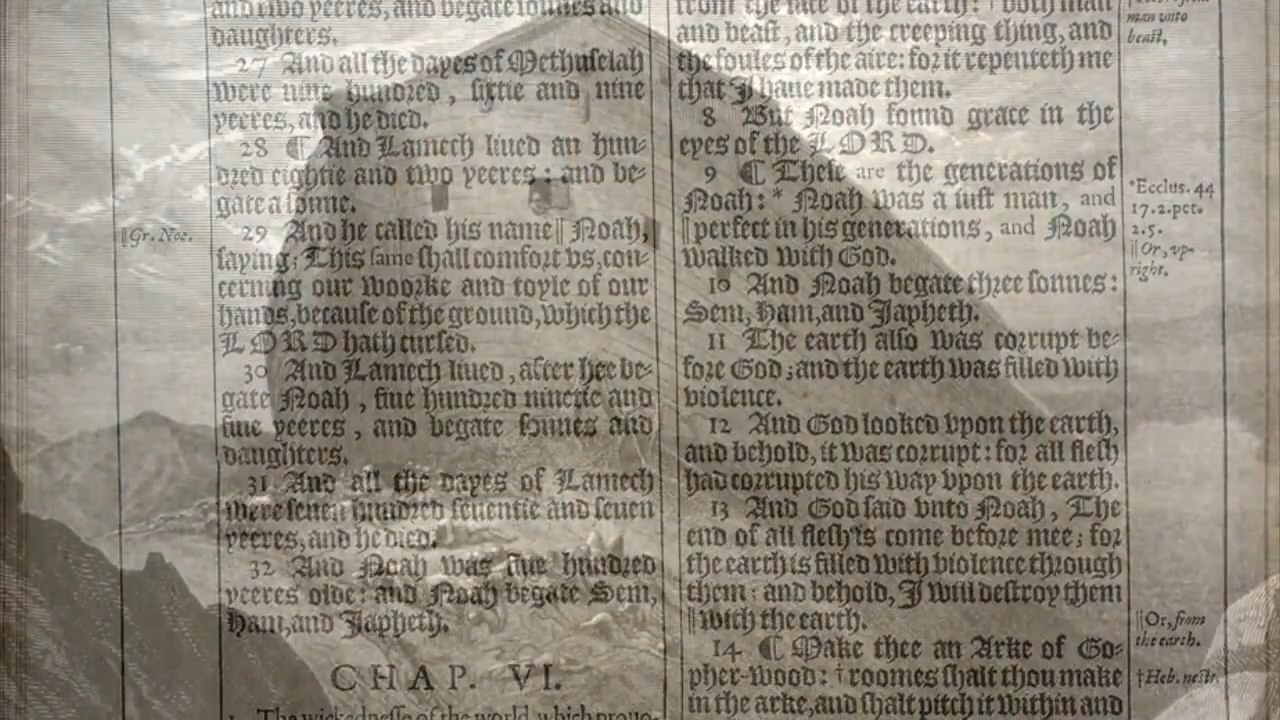 and two yeeres, and begate sonnes and
daughters.
27 And all the dayes of Methuselah
were nine hundred, sixtie and nine
yeeres, and he died.
28 ¶ And Lamech liued an hun-
dred eightie and two yeeres: and be-
gate a sonne.
29 And he called his name || Noah,
saying; This same shall comfort vs, con-
cerning our woorke and toyle of our
hands, because of the ground, which the
LORD hath cursed.
30 And Lamech liued, after hee be-
gate Noah, fiue hundred ninetie and
fiue yeeres, and begate sonnes and
daughters.
31 And all the dayes of Lamech
were seuen hundred seuentie and seuen
yeeres, and he died.
32 And Noah was fiue hundred
yeeres olde: and Noah begate Sem,
Ham, and Japheth.
CHAP. VI.
1 The wickednesse of the world, which prouo-
|| Gr. Noe.
from the face of the earth: † both man
and beast, and the creeping thing, and
the foules of the aire: for it repenteth me
that I haue made them.
8 But Noah found grace in the
eyes of the LORD.
9 ¶ These are the generations of
Noah: * Noah was a iust man, and
|| perfect in his generations, and Noah
walked with God.
10 And Noah begate three sonnes:
Sem, Ham, and Japheth.
11 The earth also was corrupt be-
fore God; and the earth was filled with
violence.
12 And God looked vpon the earth,
and behold, it was corrupt: for all flesh
had corrupted his way vpon the earth.
13 And God said vnto Noah, The
end of all flesh is come before mee; for
the earth is filled with violence through
them: and behold, I will destroy them
|| with the earth.
14 ¶ Make thee an Arke of Go-
pher-wood: † roomes shalt thou make
in the arke, and shalt pitch it within and
man vnto
beast,
*Ecclus. 44
17. 2. pet.
2. 5.
|| Or, vp-
right.
|| Or, from
the earth.
† Heb. nests.